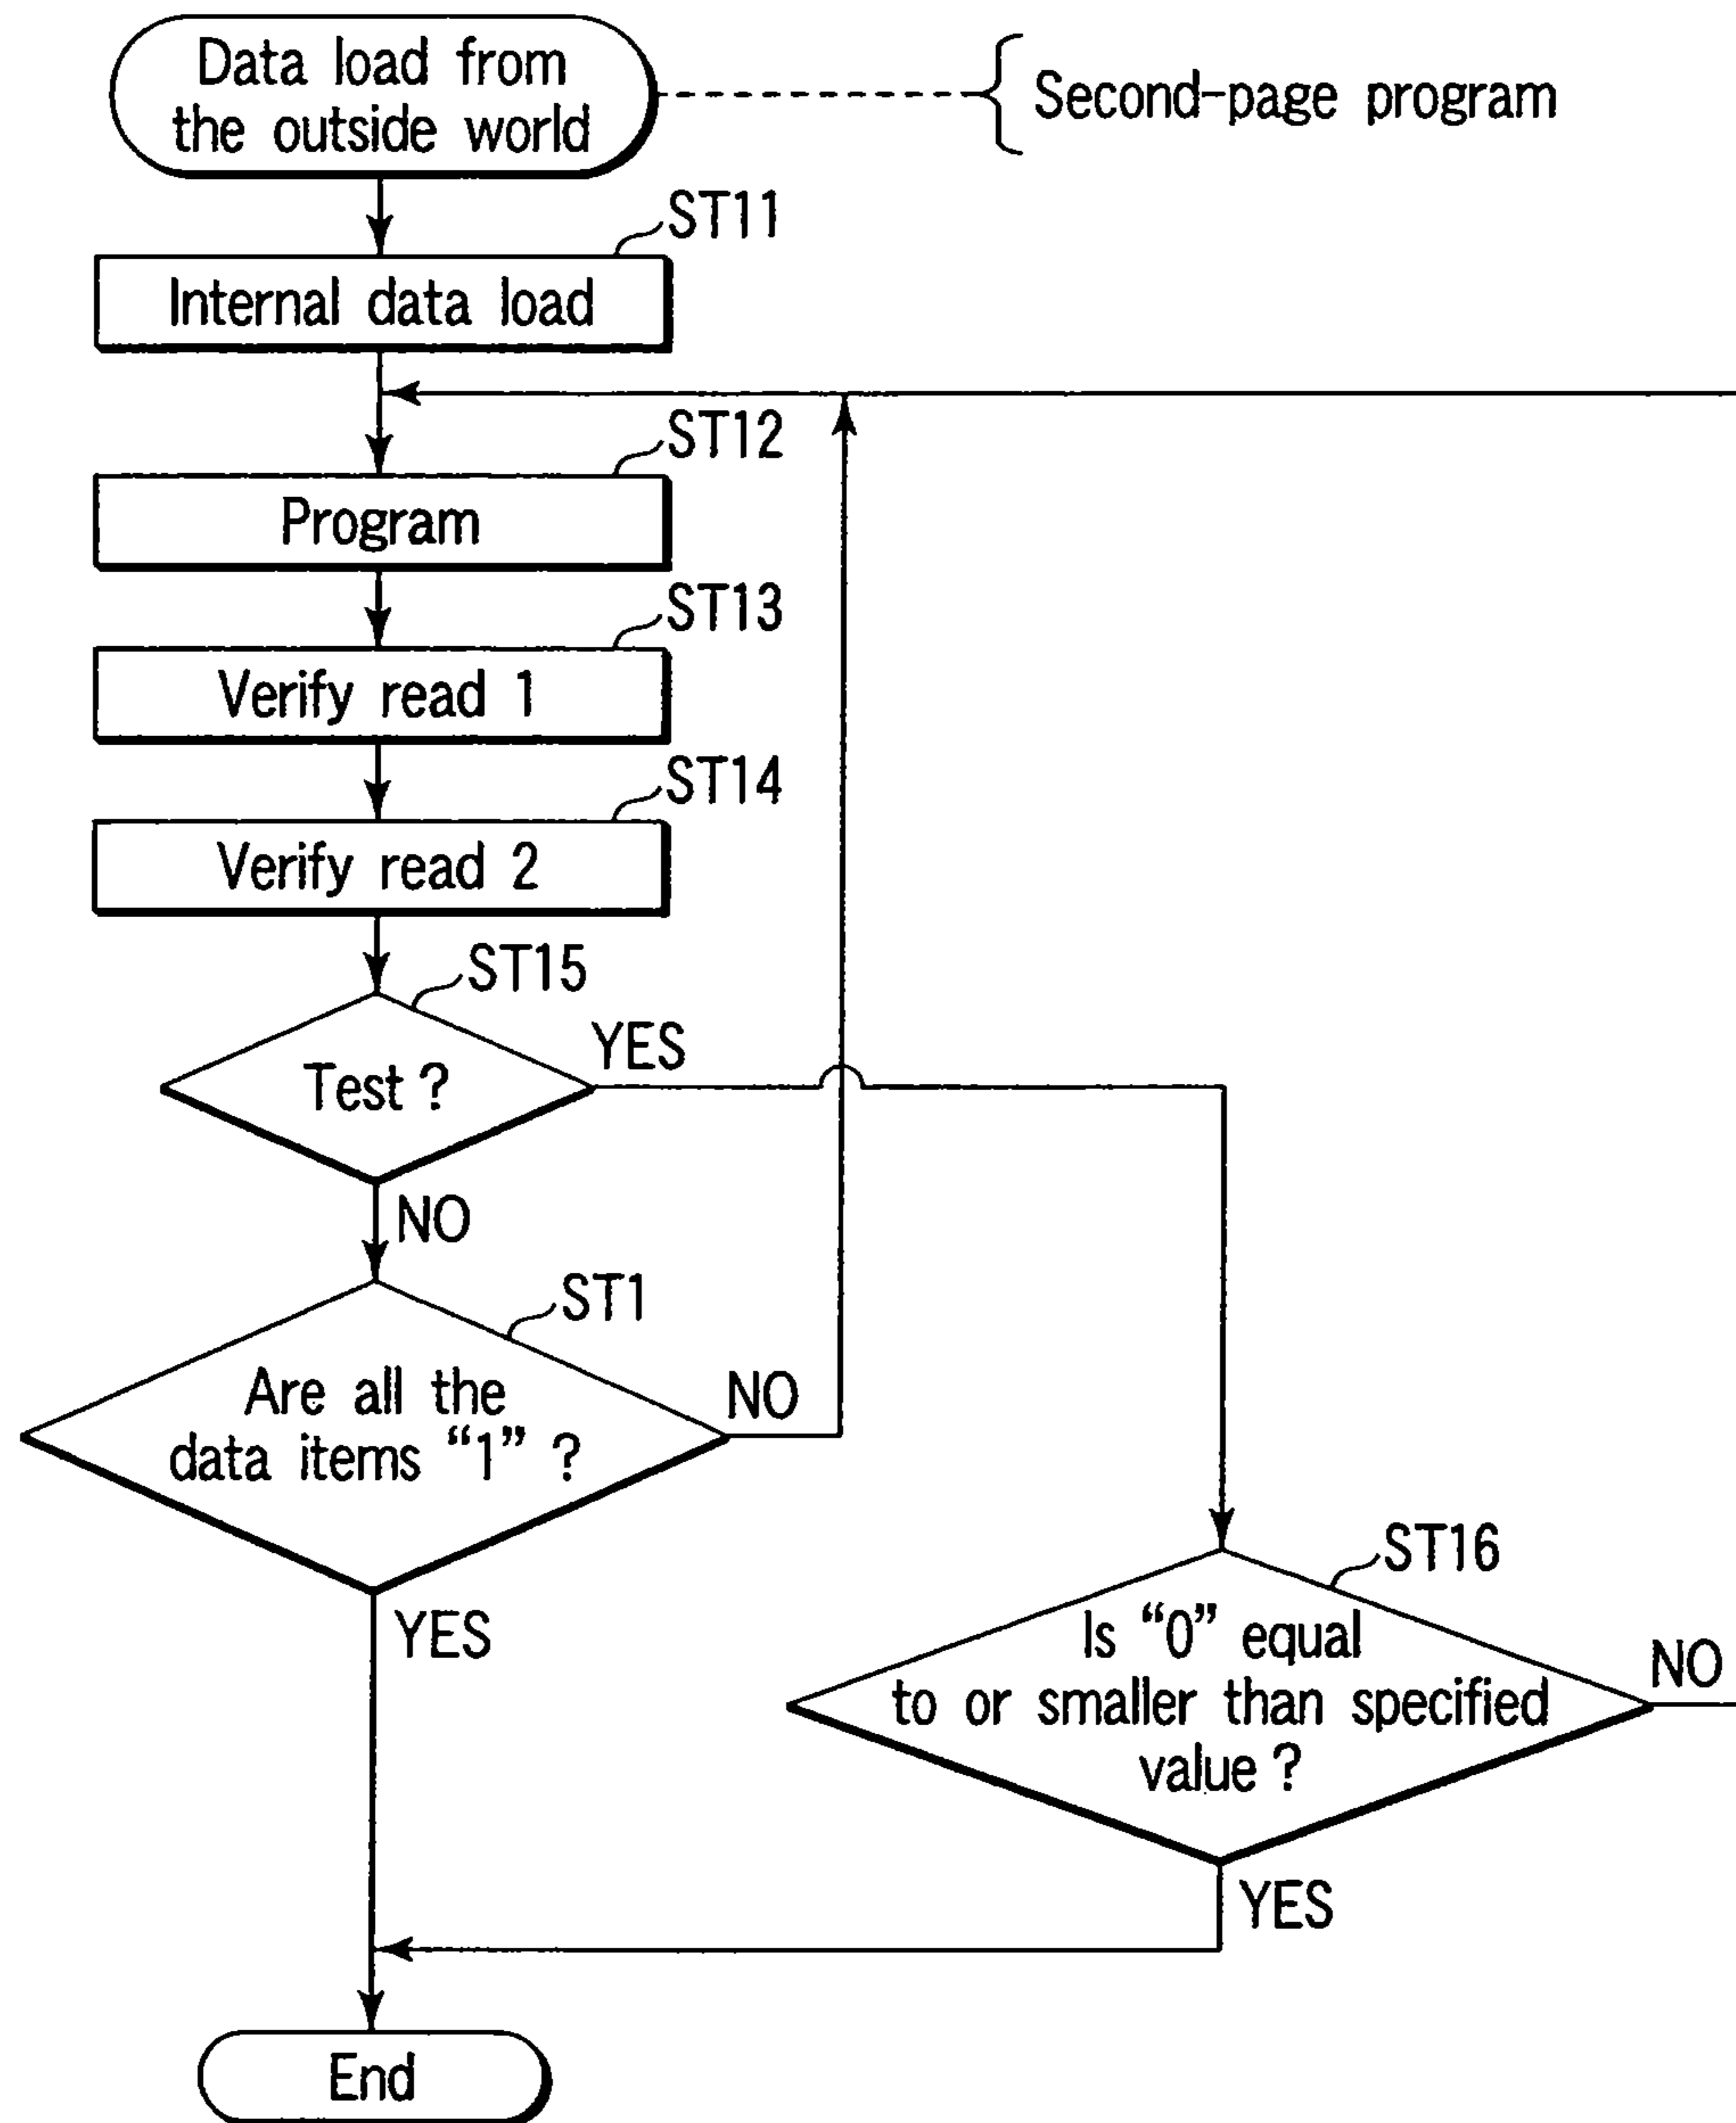 Data load from
the outside world
Second-page program
ST11
Internal data load
ST12
Program
ST13
Verify read 1
ST14
Verify read 2
ST15
Test ?
YES
NO
ST1
Are all the
data items “1” ?
NO
YES
ST16
Is “0” equal
to or smaller than specified
value ?
NO
YES
End